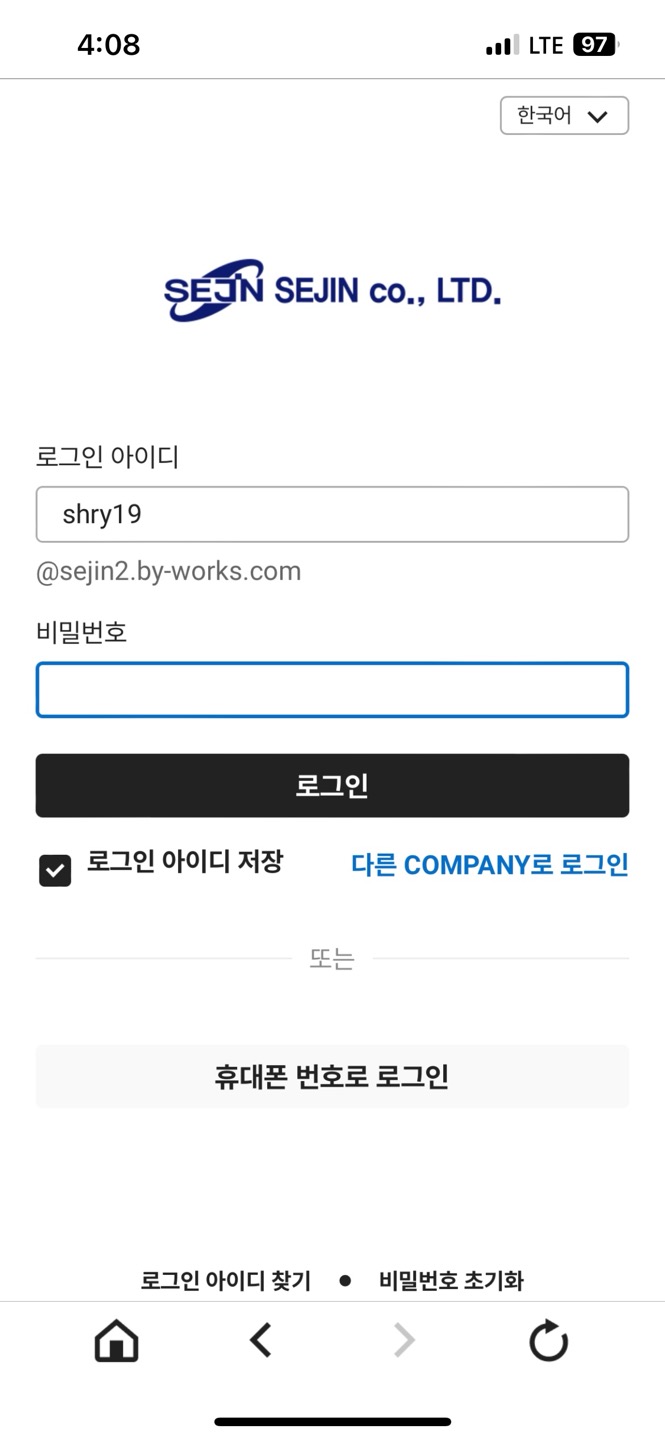 4:08
LTE 97
한국어
SEJIN SEJIN co., LTD.
로그인 아이디
shry19
@sejin2.by-works.com
비밀번호
로그인
로그인 아이디 저장
다른 COMPANY로 로그인
또는
휴대폰 번호로 로그인
로그인 아이디 찾기 ● 비밀번호 초기화